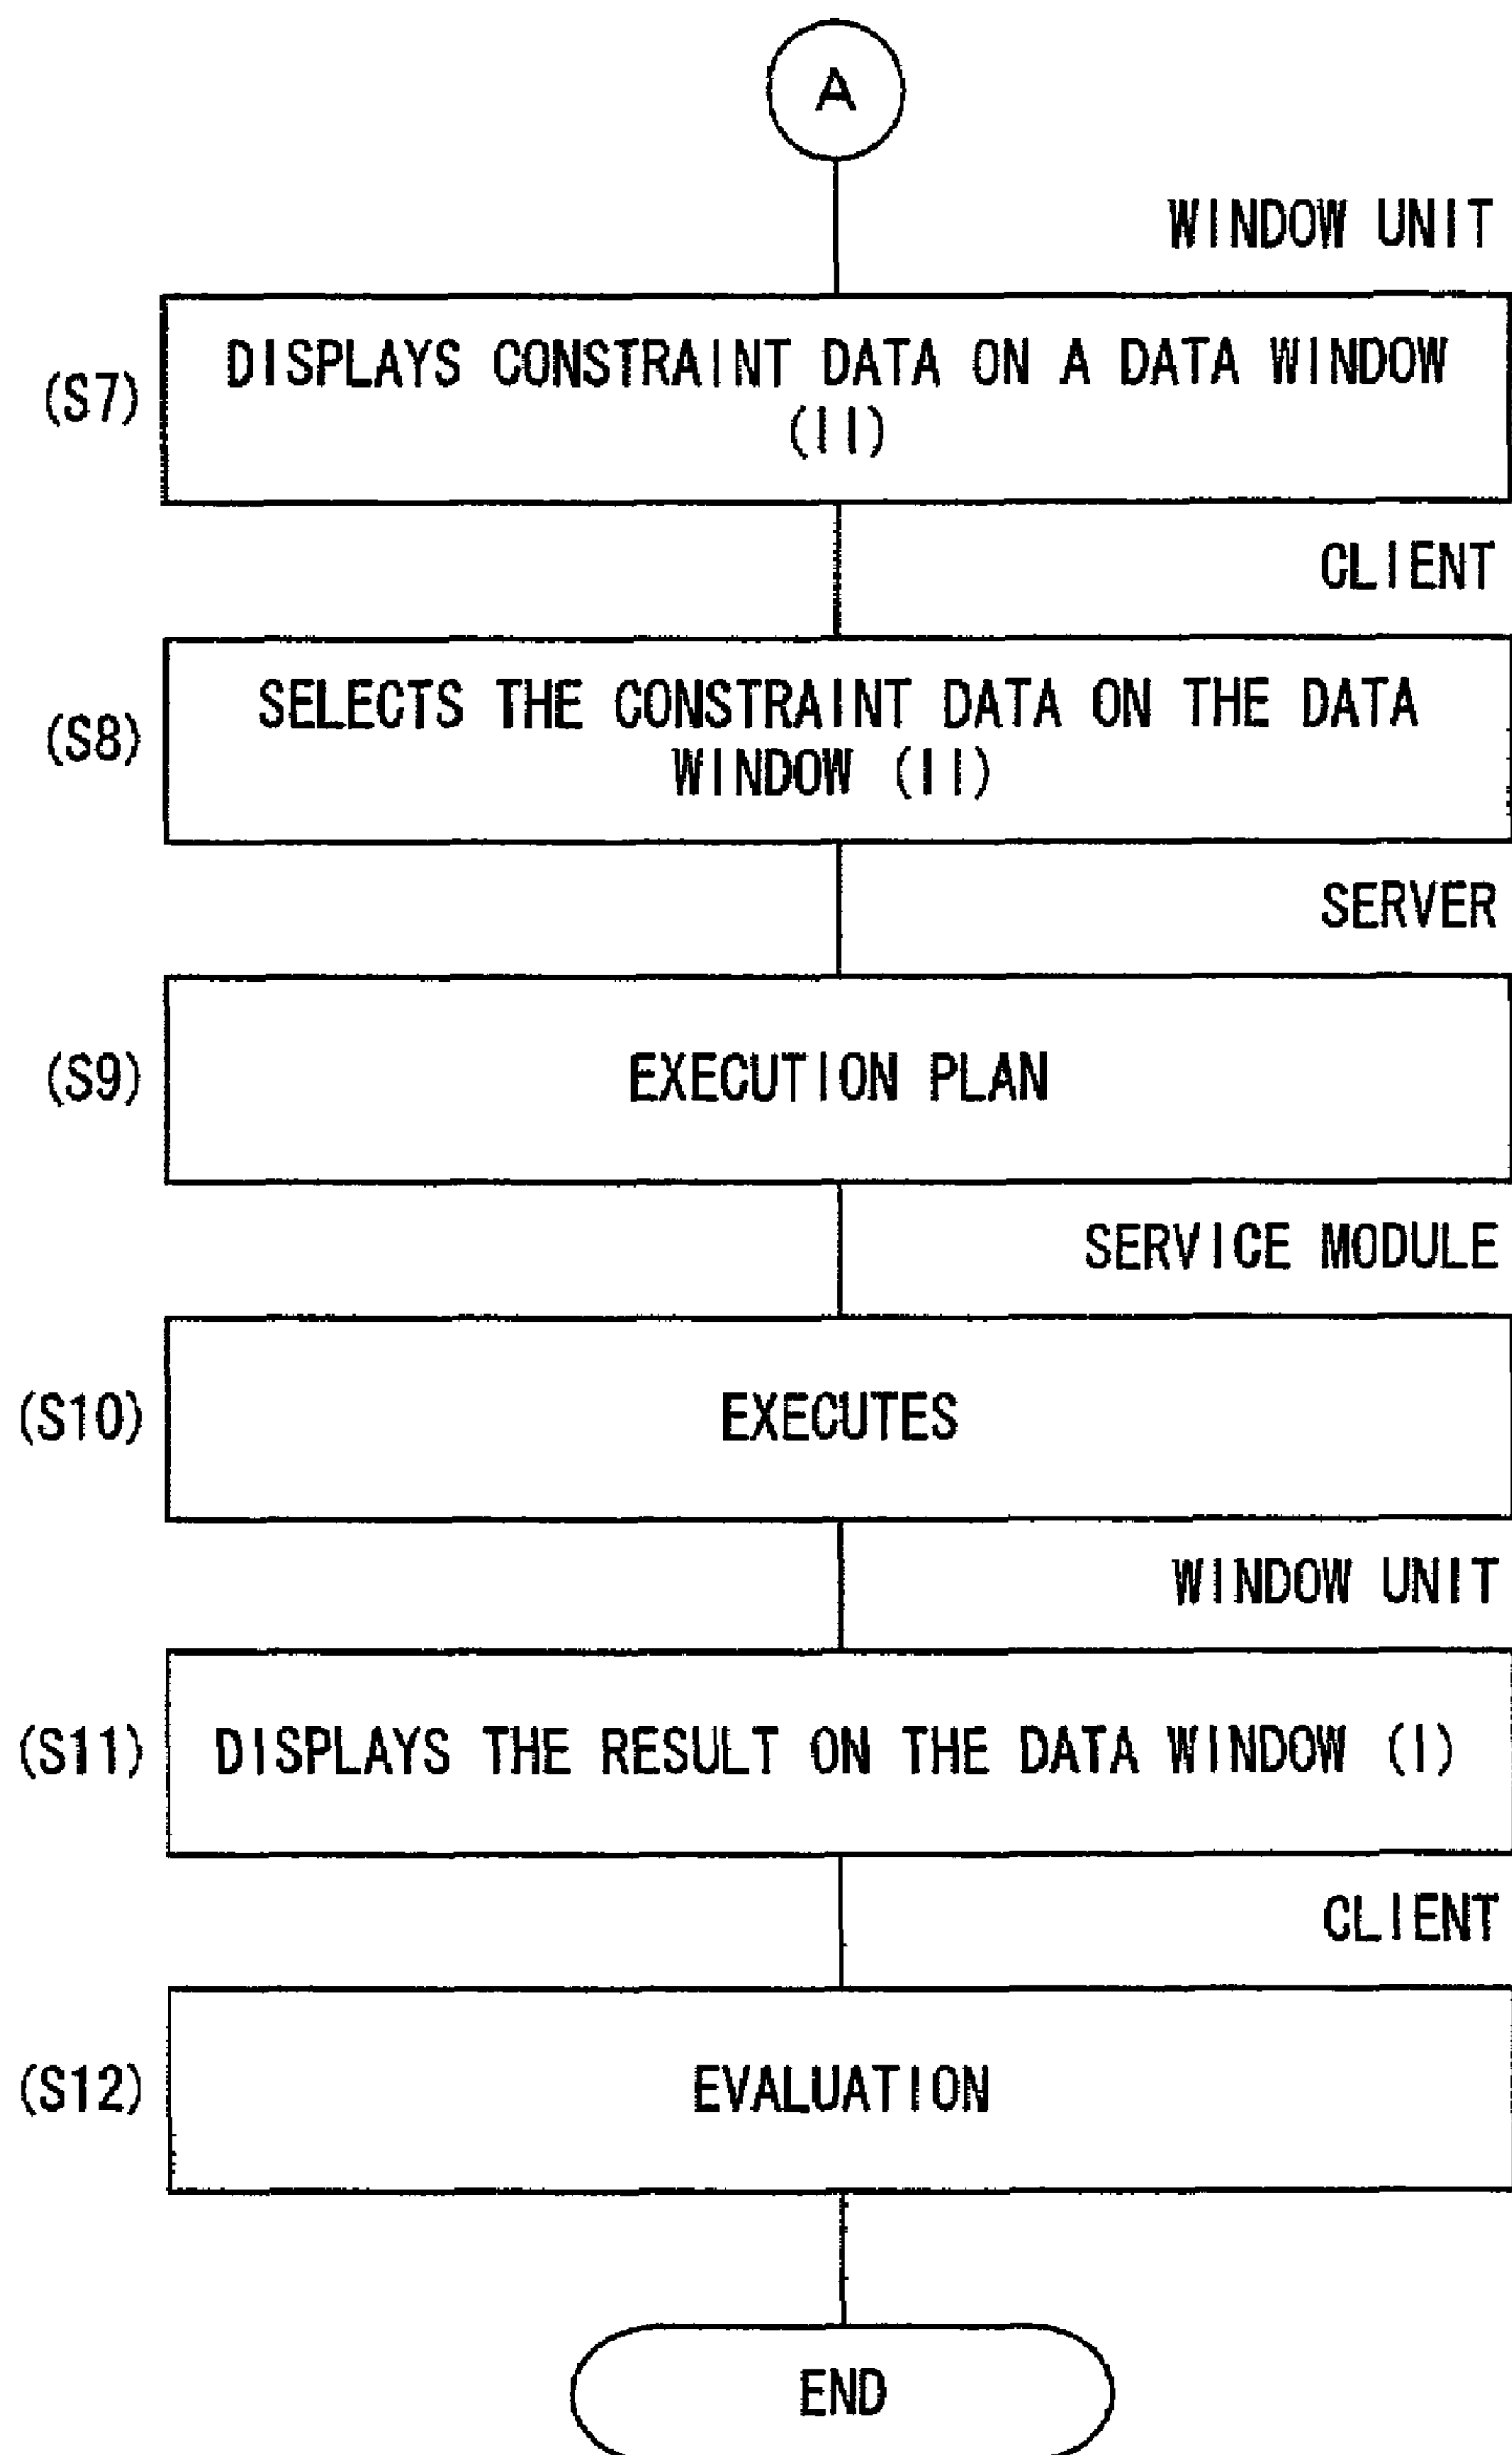 A
WINDOW UNIT
(S7)
DISPLAYS CONSTRAINT DATA ON A DATA WINDOW
(II)
CLIENT
(S8)
SELECTS THE CONSTRAINT DATA ON THE DATA
WINDOW (II)
SERVER
(S9)
EXECUTION PLAN
SERVICE MODULE
(S10)
EXECUTES
WINDOW UNIT
(S11)
DISPLAYS THE RESULT ON THE DATA WINDOW (I)
CLIENT
(S12)
EVALUATION
END